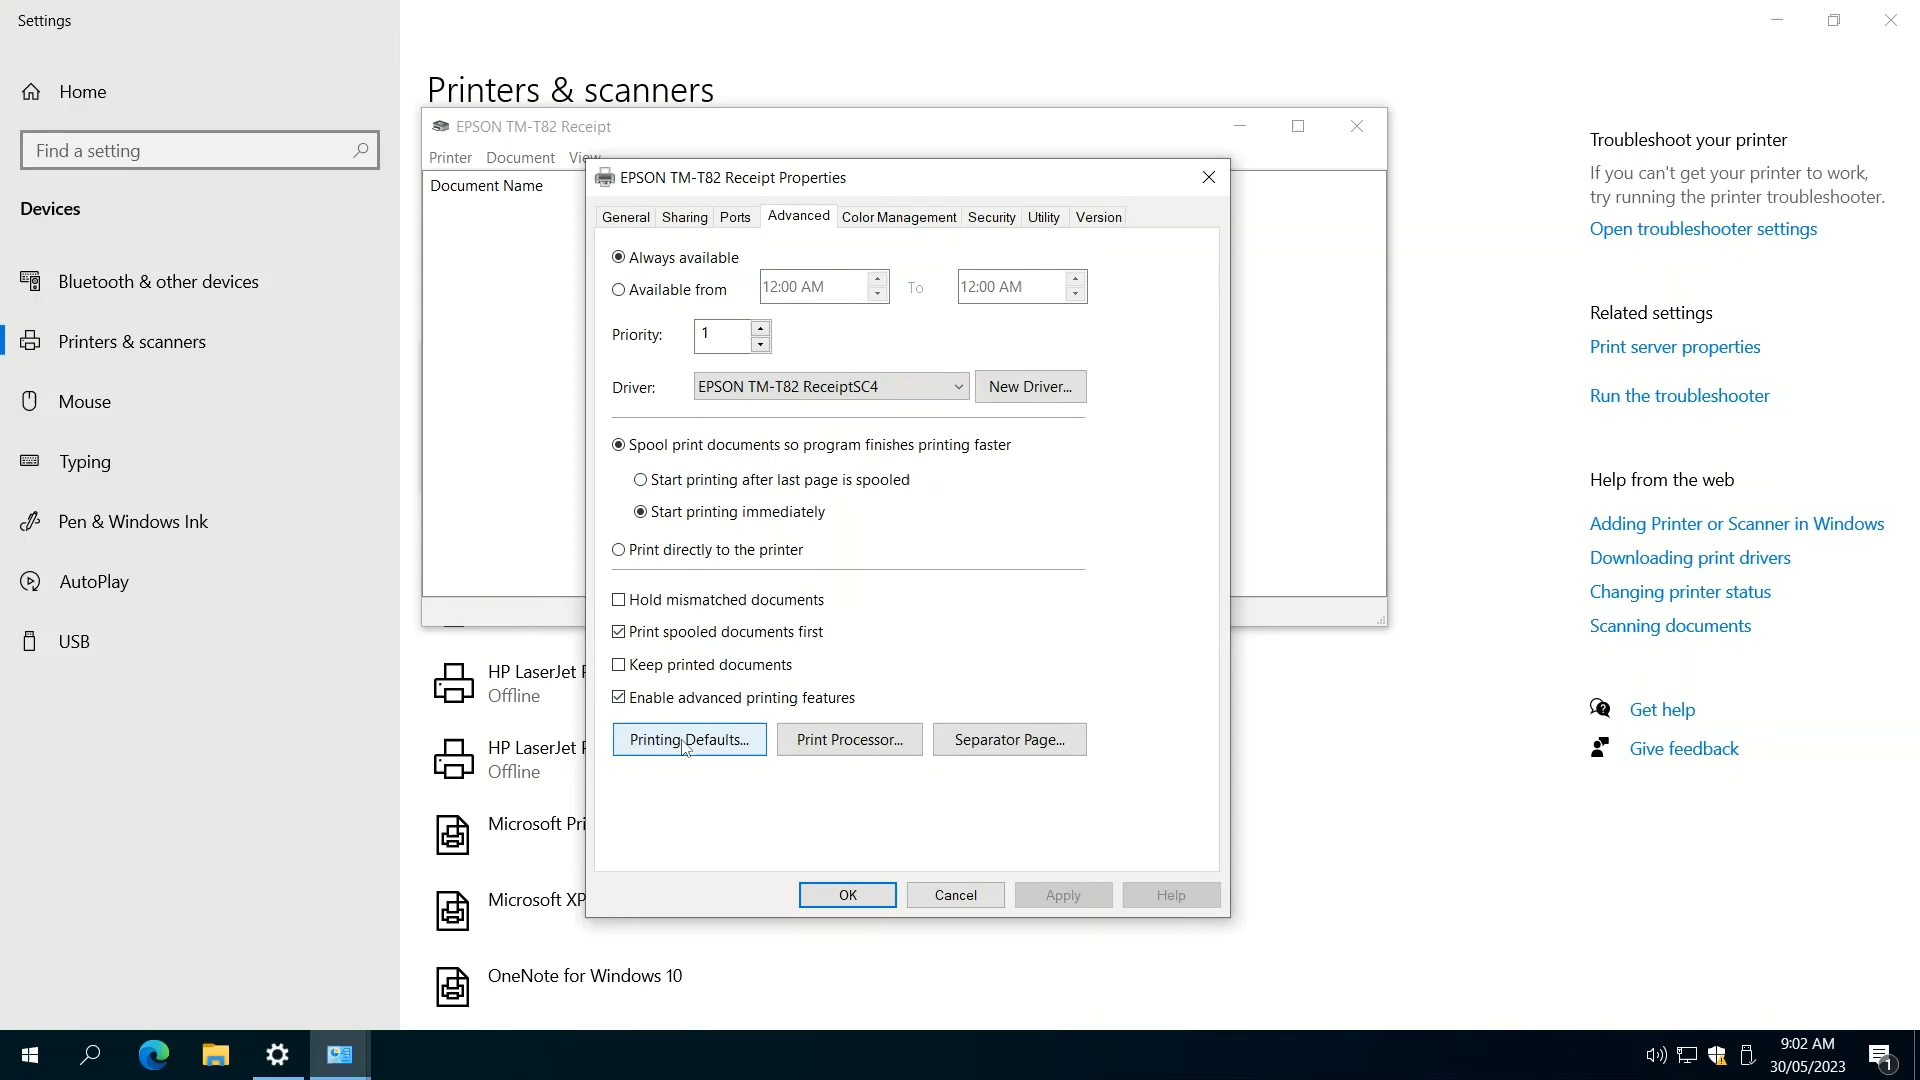 Settings
Home
Find a setting
Devices
Bluetooth & other devices
Printers & scanners
Mouse
Typing
Pen & Windows Ink
AutoPlay
USB
Printers & scanners
EPSON TM-T82 Receipt
Printer Document View
Document Name
EPSON TM-T82 Receipt Properties
General Sharing Ports Advanced Color Management Security Utility Version
Always available
Available from 12:00 AM To 12:00 AM
Priority: 1
Driver: EPSON TM-T82 ReceiptSC4 New Driver...
Spool print documents so program finishes printing faster
Start printing after last page is spooled
Start printing immediately
Print directly to the printer
Hold mismatched documents
Print spooled documents first
Keep printed documents
Enable advanced printing features
Printing Defaults... Print Processor... Separator Page...
OK Cancel Apply Help
HP LaserJet
Offline
HP LaserJet
Offline
Microsoft Pri
Microsoft XP
OneNote for Windows 10
Troubleshoot your printer
If you can't get your printer to work,
try running the printer troubleshooter.
Open troubleshooter settings
Related settings
Print server properties
Run the troubleshooter
Help from the web
Adding Printer or Scanner in Windows
Downloading print drivers
Changing printer status
Scanning documents
Get help
Give feedback
9:02 AM
30/05/2023
1